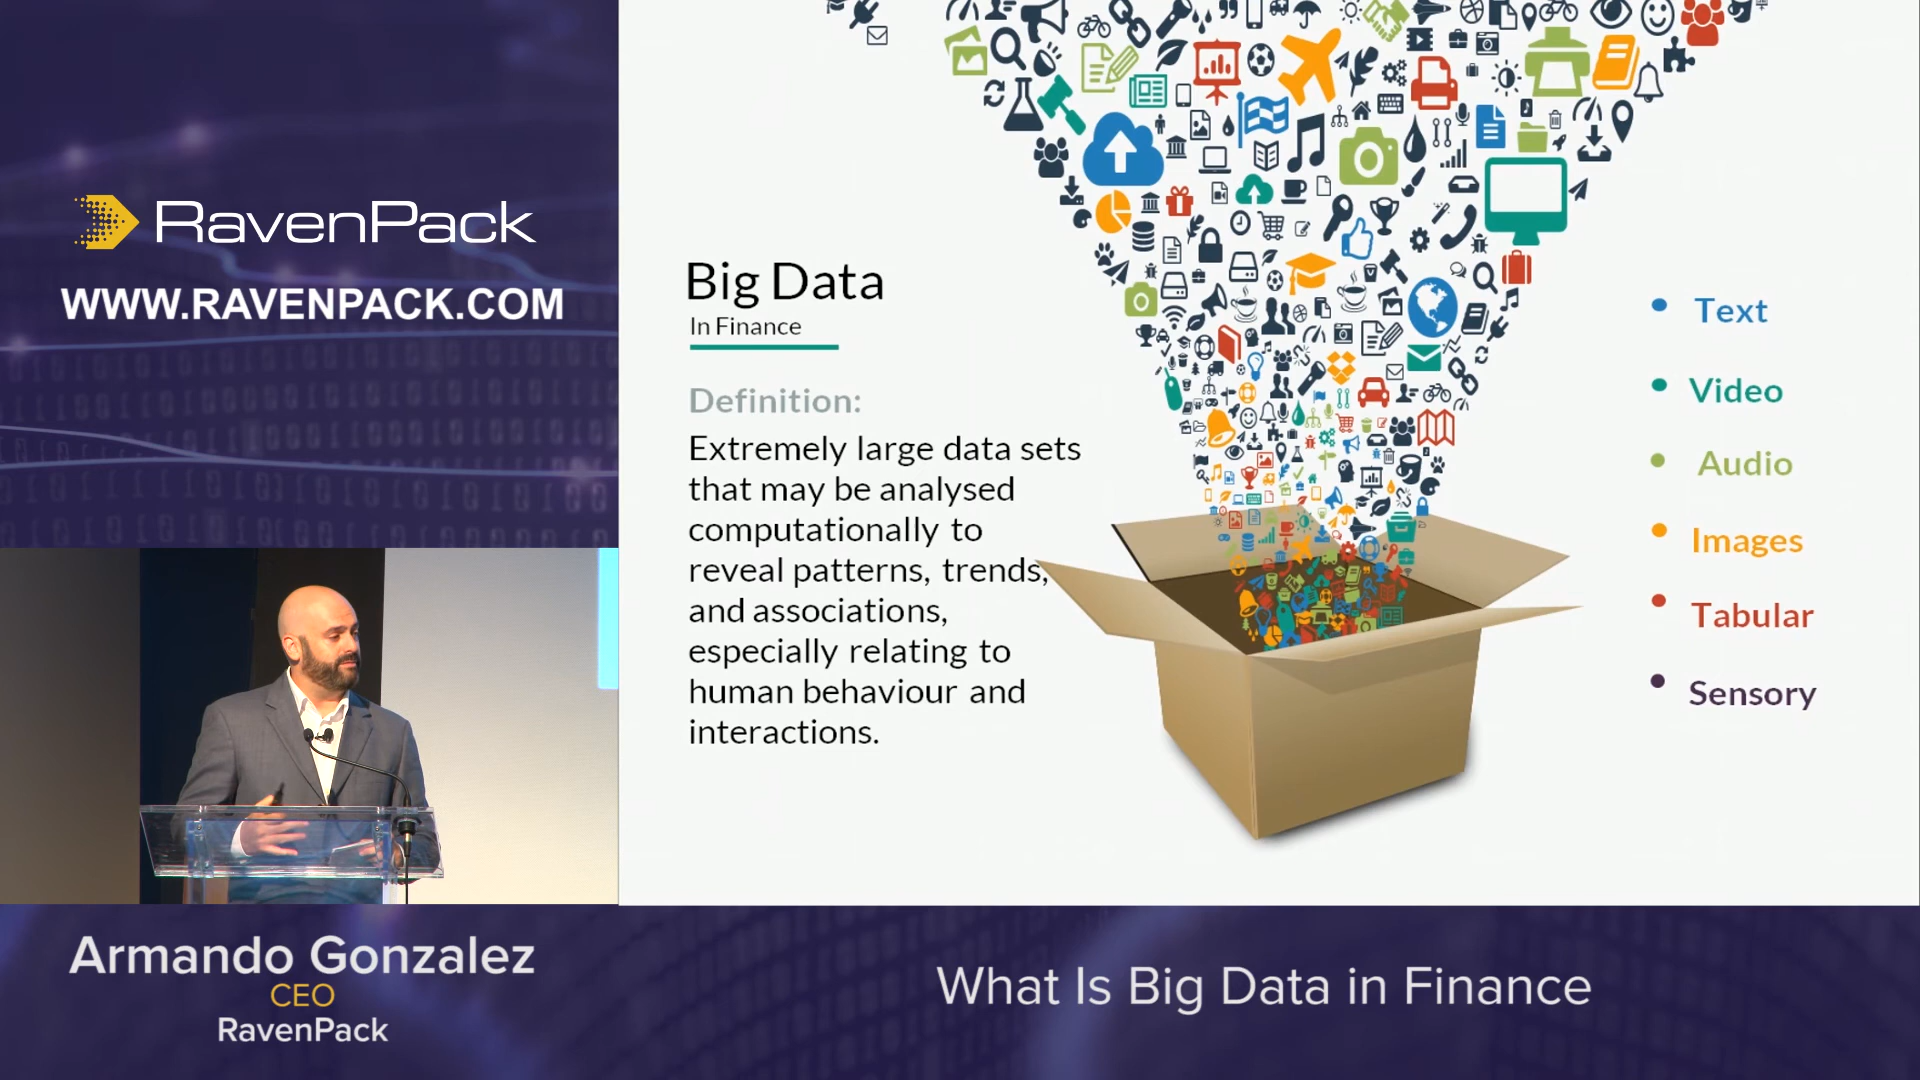 RavenPack
WWW.RAVENPACK.COM
Big Data
In Finance
Definition:
Extremely large data sets
that may be analysed
computationally to
reveal patterns, trends,
and associations,
especially relating to
human behaviour and
interactions.
Text
Video
Audio
Images
Tabular
Sensory
Armando Gonzalez
CEO
RavenPack
What Is Big Data in Finance